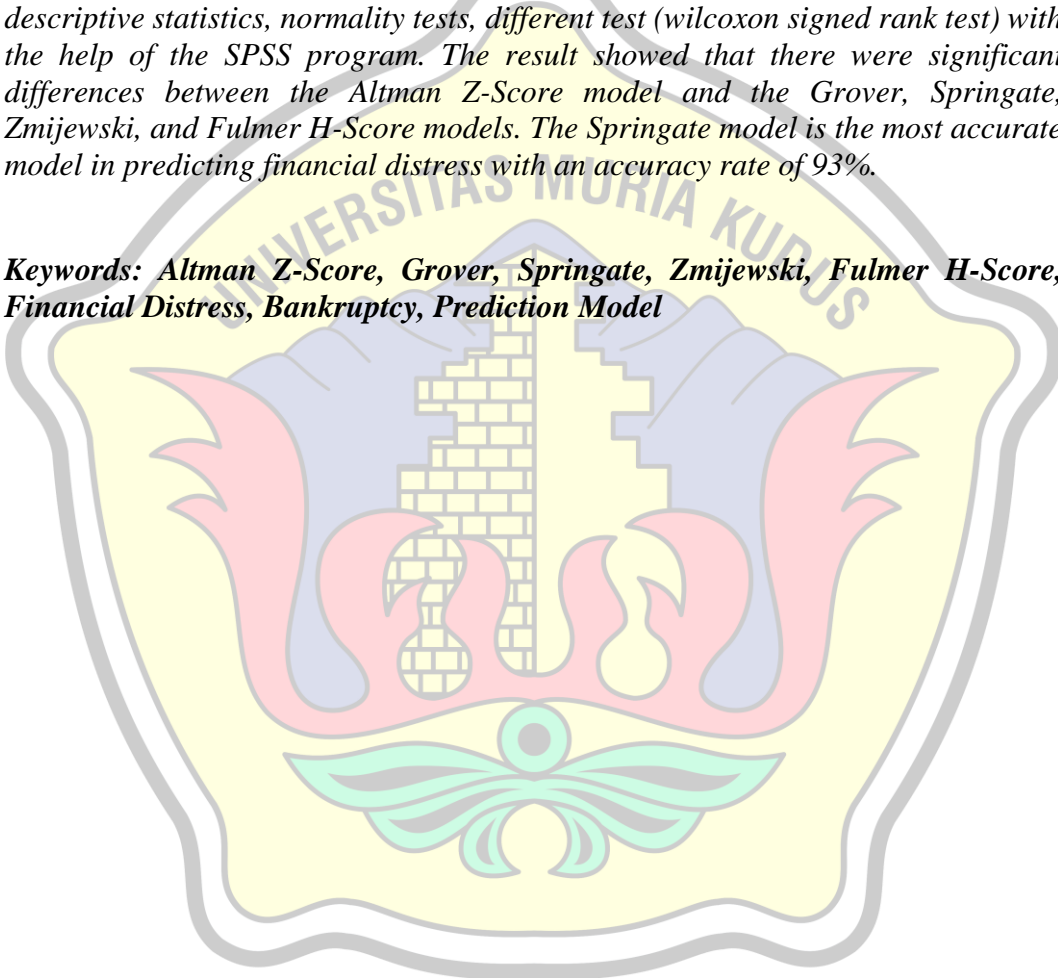 descriptive statistics, normality tests, different test (wilcoxon signed rank test) with
the help of the SPSS program. The result showed that there were significant
differences between the Altman Z-Score model and the Grover, Springate,
Zmijewski, and Fulmer H-Score models. The Springate model is the most accurate
model in predicting financial distress with an accuracy rate of 93%.
UNIVERSITAS MURIA KUDUS
Keywords: Altman Z-Score, Grover, Springate, Zmijewski, Fulmer H-Score,
Financial Distress, Bankruptcy, Prediction Model